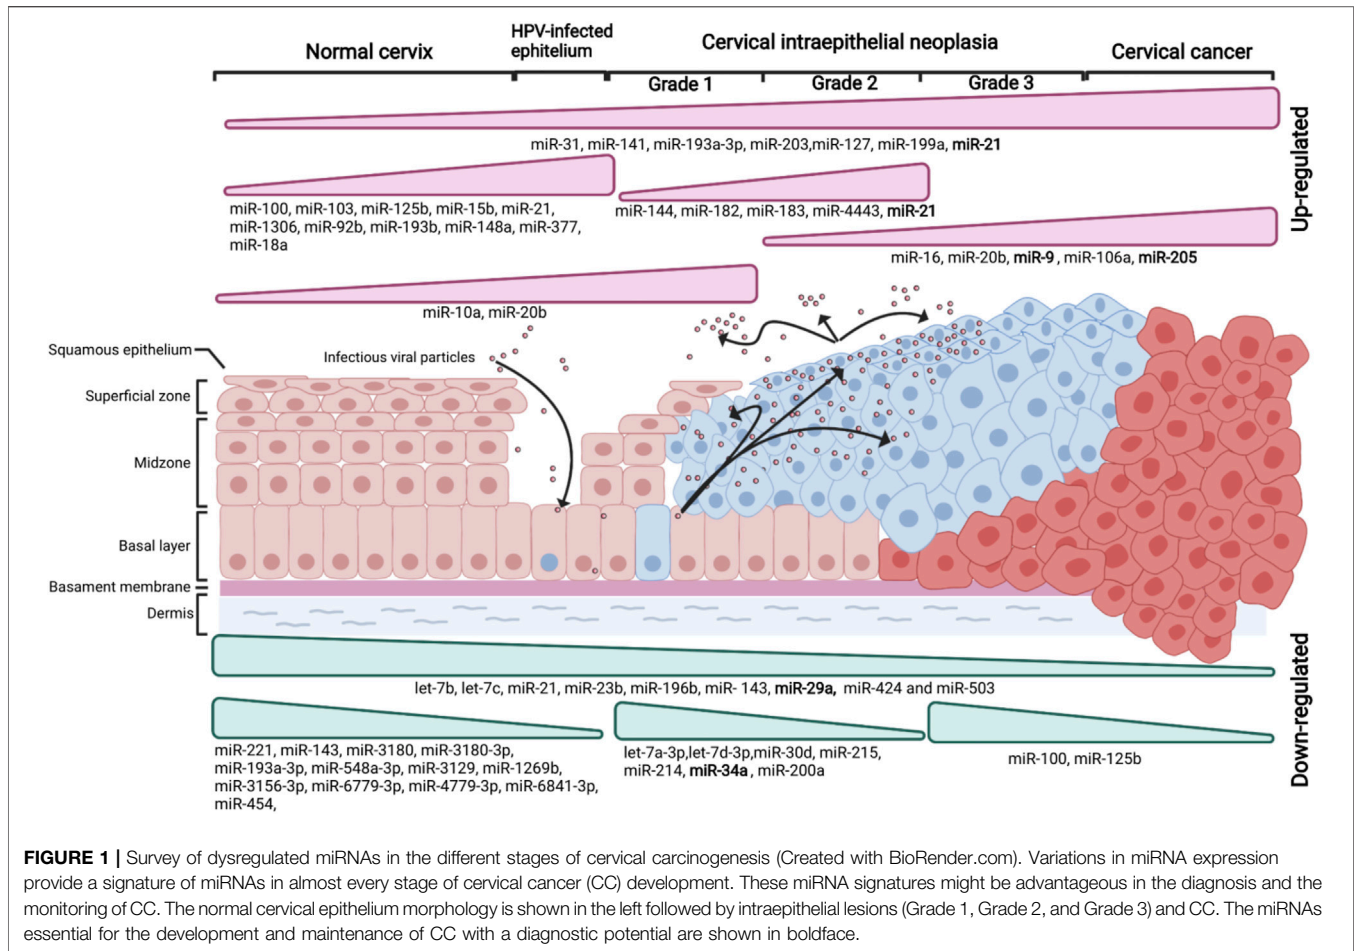 Normal cervix
HPV-infected
ephitelium
Cervical intraepithelial neoplasia
Cervical cancer
Grade 1
Grade 2
Grade 3
miR-31, miR-141, miR-193a-3p, miR-203,miR-127, miR-199a, miR-21
miR-100, miR-103, miR-125b, miR-15b, miR-21,
miR-1306, miR-92b, miR-193b, miR-148a, miR-377,
miR-18a
miR-144, miR-182, miR-183, miR-4443, miR-21
miR-16, miR-20b, miR-9 , miR-106a, miR-205
miR-10a, miR-20b
Up-regulated
Squamous epithelium
Infectious viral particles
Superficial zone
Midzone
Basal layer
Basament membrane
Dermis
let-7b, let-7c, miR-21, miR-23b, miR-196b, miR- 143, miR-29a, miR-424 and miR-503
miR-221, miR-143, miR-3180, miR-3180-3p,
miR-193a-3p, miR-548a-3p, miR-3129, miR-1269b,
miR-3156-3p, miR-6779-3p, miR-4779-3p, miR-6841-3p,
miR-454,
let-7a-3p,let-7d-3p,miR-30d, miR-215,
miR-214, miR-34a , miR-200a
miR-100, miR-125b
Down-regulated
FIGURE 1 | Survey of dysregulated miRNAs in the different stages of cervical carcinogenesis (Created with BioRender.com). Variations in miRNA expression
provide a signature of miRNAs in almost every stage of cervical cancer (CC) development. These miRNA signatures might be advantageous in the diagnosis and the
monitoring of CC. The normal cervical epithelium morphology is shown in the left followed by intraepithelial lesions (Grade 1, Grade 2, and Grade 3) and CC. The miRNAs
essential for the development and maintenance of CC with a diagnostic potential are shown in boldface.